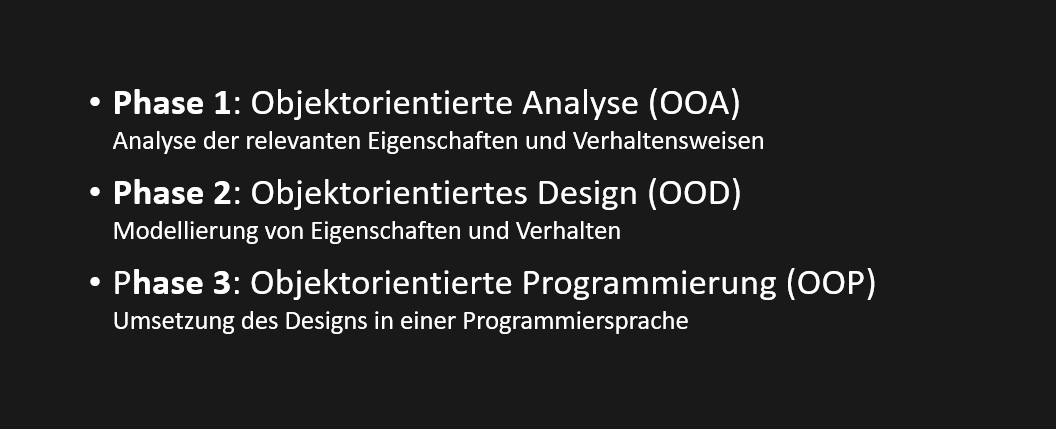 • Phase 1: Objektorientierte Analyse (OOA)
Analyse der relevanten Eigenschaften und Verhaltensweisen
• Phase 2: Objektorientiertes Design (OOD)
Modellierung von Eigenschaften und Verhalten
• Phase 3: Objektorientierte Programmierung (OOP)
Umsetzung des Designs in einer Programmiersprache